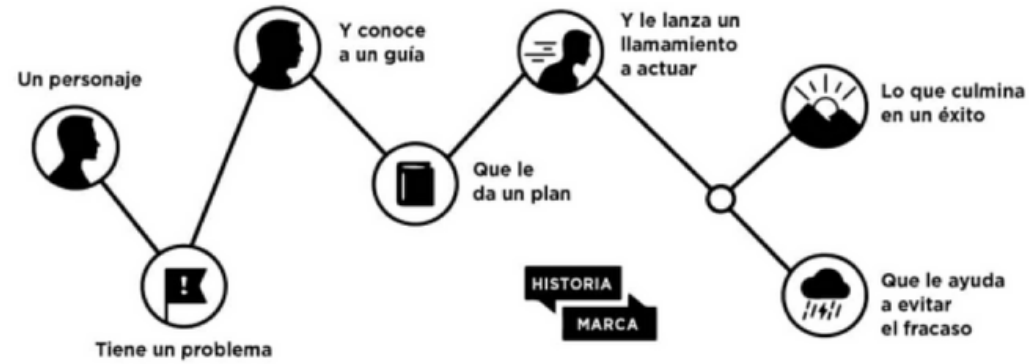 Un personaje
Tiene un problema
Y conoce
a un guía
Que le
da un plan
Y le lanza un
llamamiento
a actuar
Lo que culmina
en un éxito
Que le ayuda
a evitar
el fracaso
HISTORIA
MARCA
!